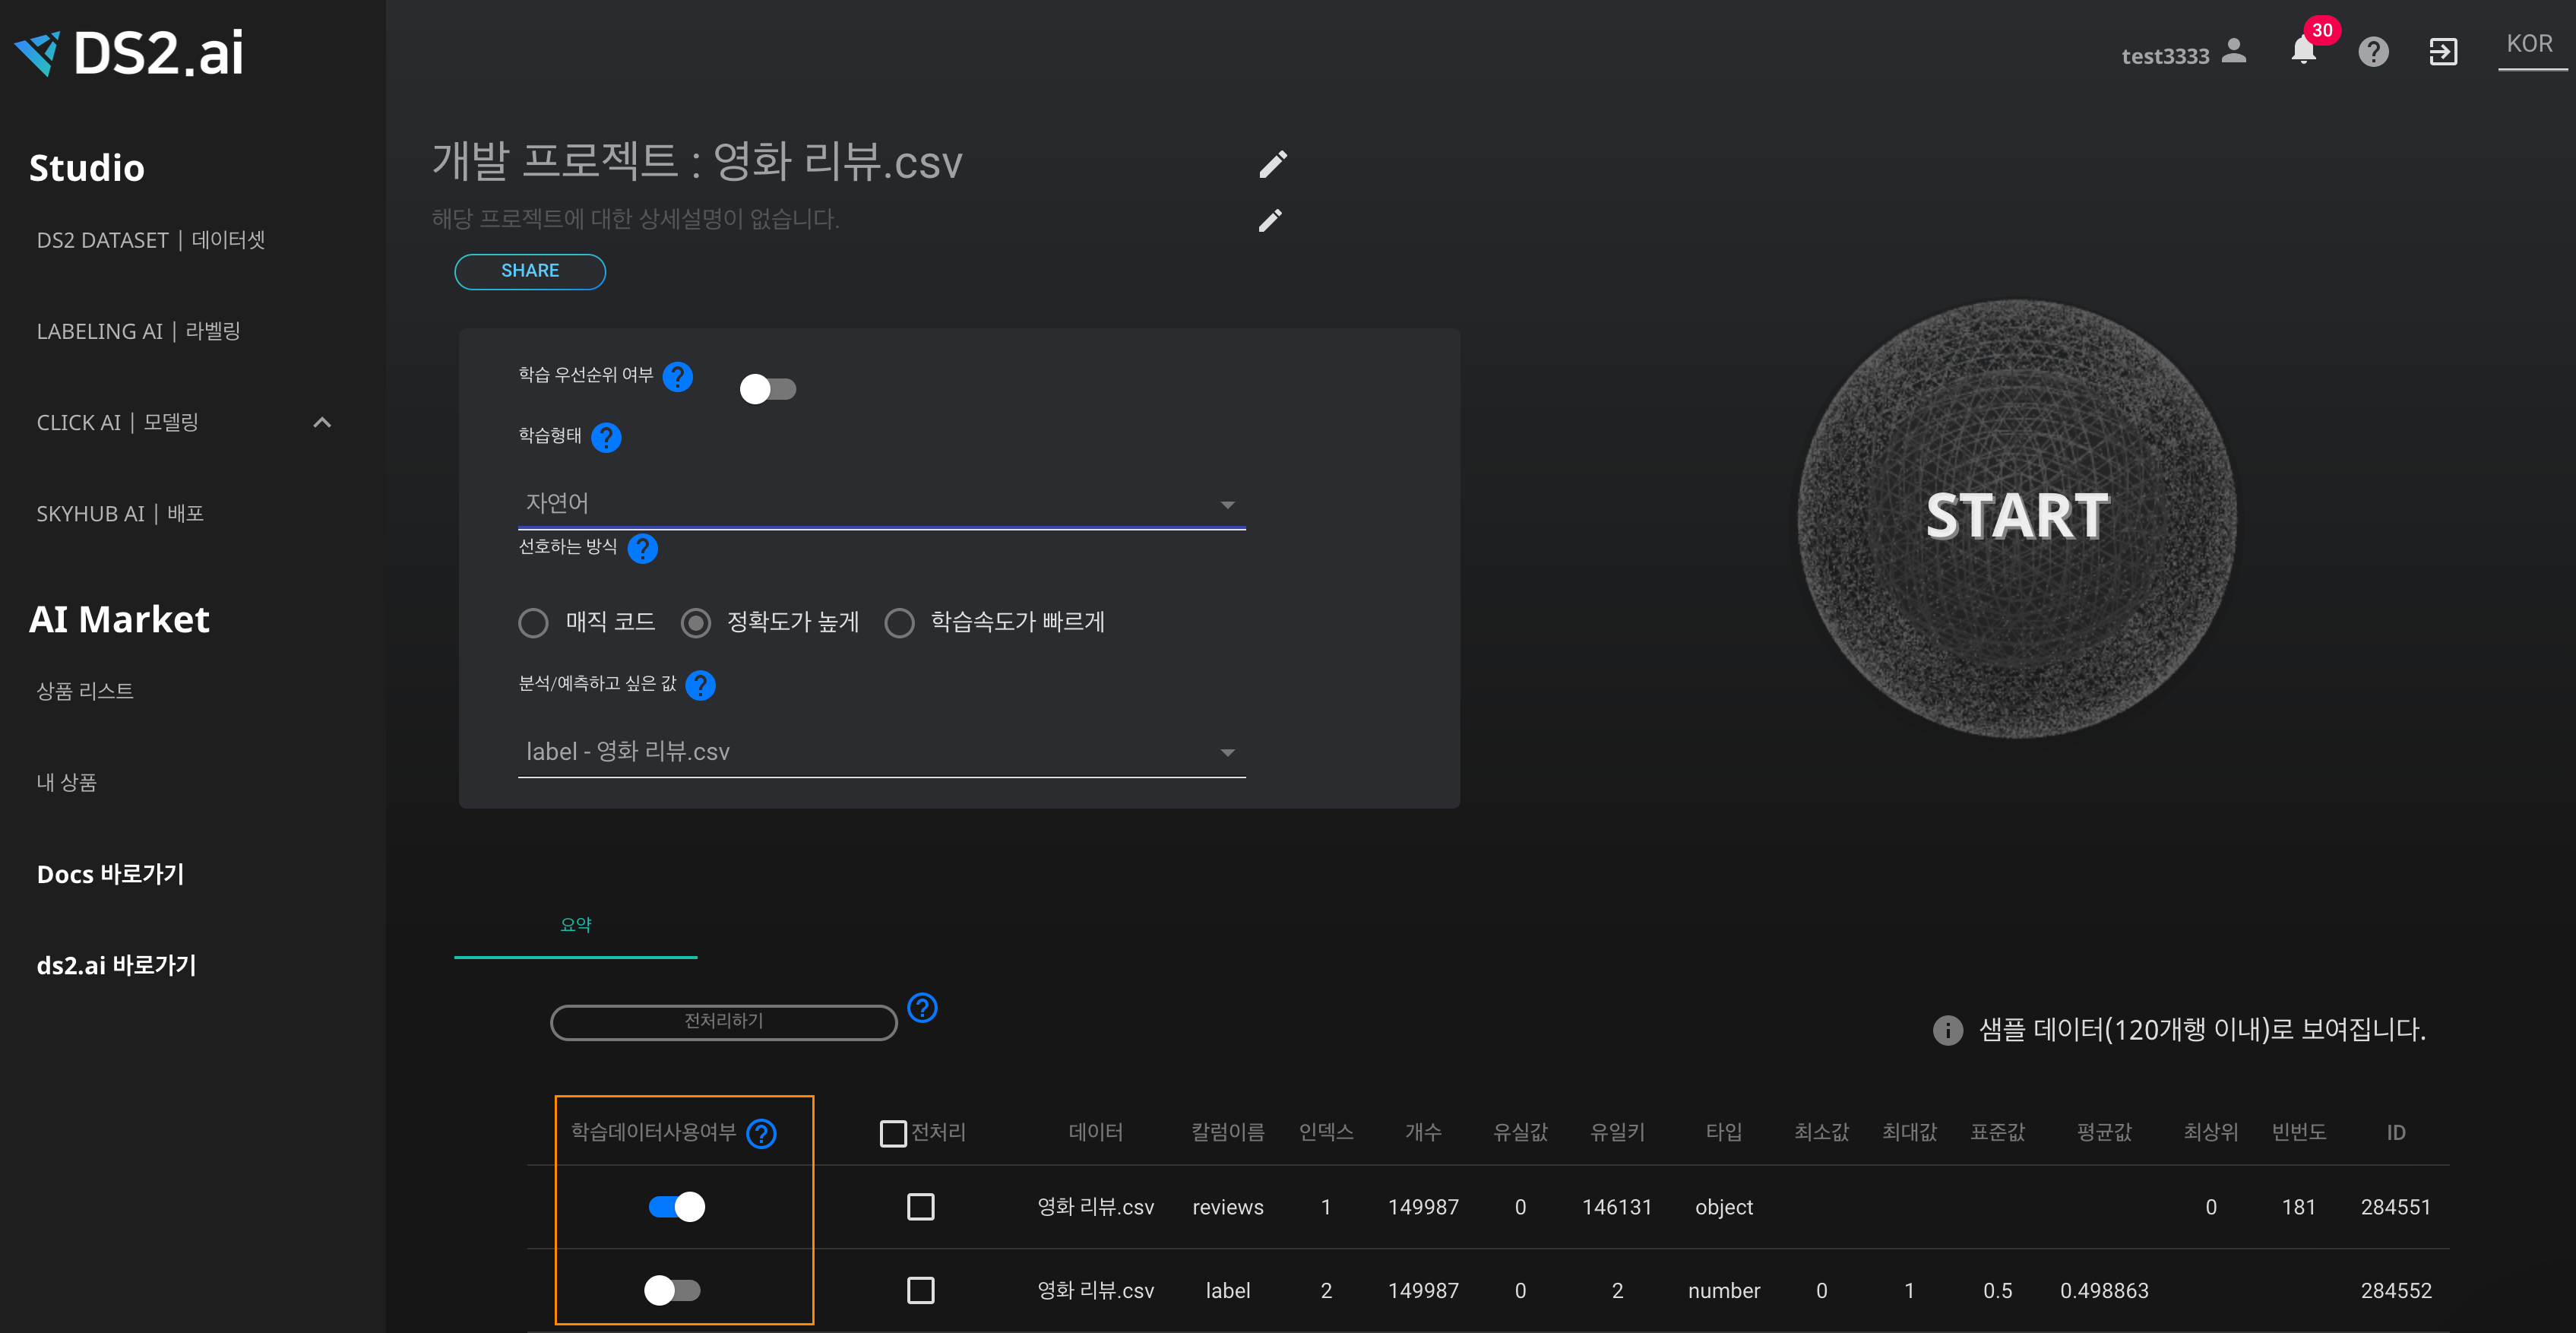 DS2.ai
test3333
30
KOR
Studio
DS2 DATASET | 데이터셋
LABELING AI | 라벨링
CLICK AI | 모델링
SKYHUB AI | 배포
AI Market
상품 리스트
내 상품
Docs 바로가기
ds2.ai 바로가기
개발 프로젝트 : 영화 리뷰.csv
해당 프로젝트에 대한 상세설명이 없습니다.
SHARE
학습 우선순위 여부 ?
학습형태 ?
자연어
선호하는 방식 ?
매직 코드 정확도가 높게 학습속도가 빠르게
분석/예측하고 싶은 값 ?
label - 영화 리뷰.csv
START
요약
전처리하기 ?
샘플 데이터(120개행 이내)로 보여집니다.
학습데이터사용여부 ? 전처리 데이터 칼럼이름 인덱스 개수 유실값 유일키 타입 최소값 최대값 표준값 평균값 최상위 빈번도 ID
영화 리뷰.csv reviews 1 149987 0 146131 object 0 181 284551
영화 리뷰.csv label 2 149987 0 2 number 0 1 0.5 0.498863 284552